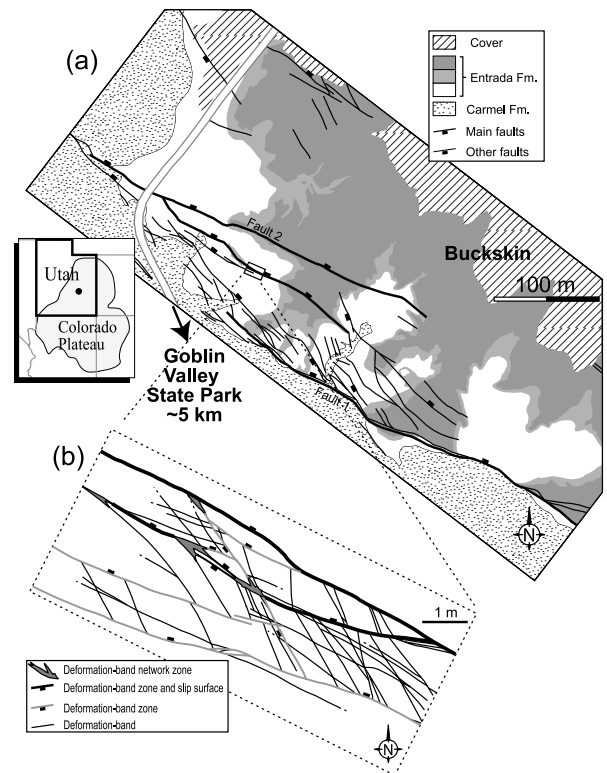 (a)
Cover
Entrada Fm.
Carmel Fm.
Main faults
Other faults
Fault 2
Buckskin
100 m
Utah
Colorado
Plateau
Goblin
Valley
State Park
~5 km
Fault 1
N
(b)
1 m
Deformation-band network zone
Deformation-band zone and slip surface
Deformation-band zone
Deformation-band
N